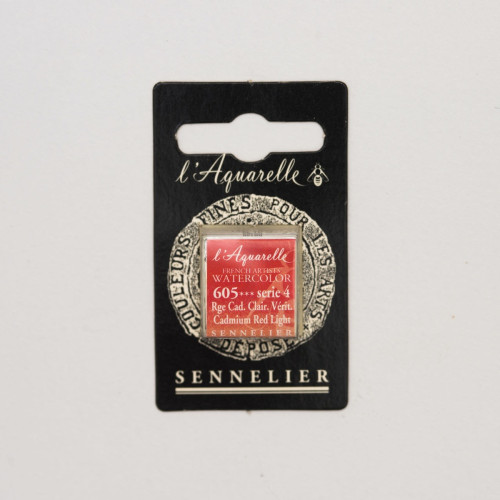 l'Aquarelle
COULEURS FINES POUR LES ARTS
l'Aquarelle
FRENCH ARTISTS'
WATERCOLOR
605*** serie 4
Rge Cad. Clair. Vérit.
Cadmium Red Light
SENNELIER
DÉPOSÉ
SENNELIER